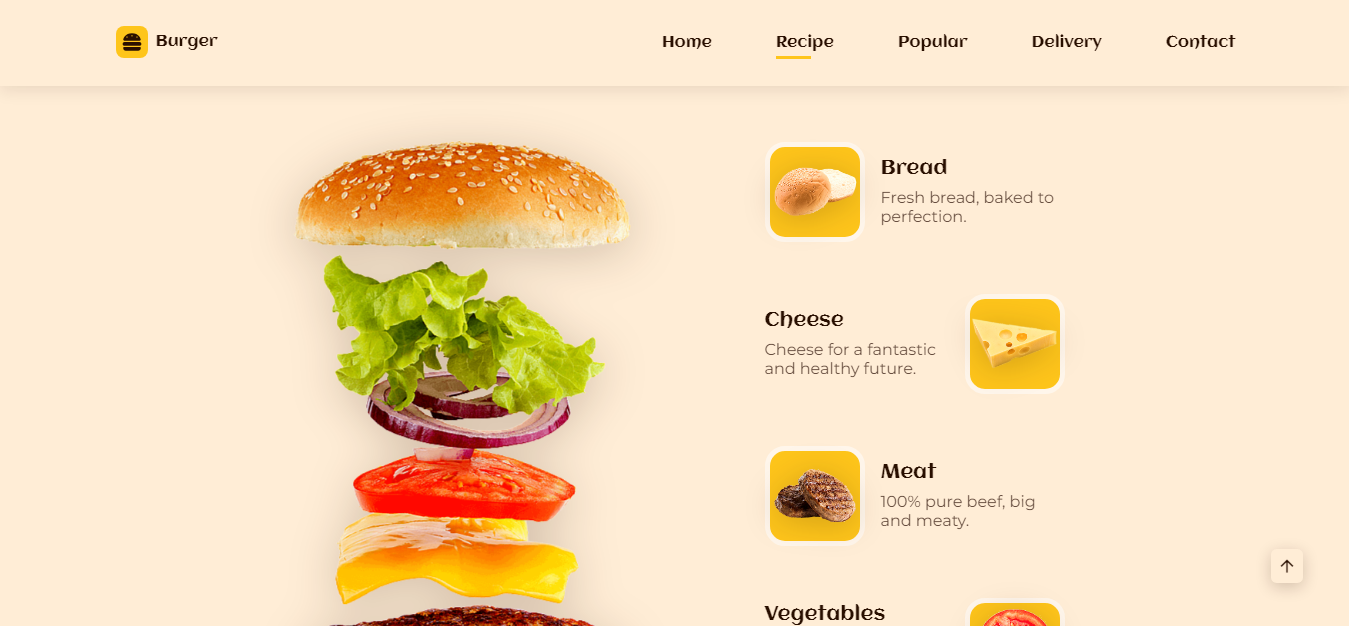 Burger
Home
Recipe
Popular
Delivery
Contact
Bread
Fresh bread, baked to
perfection.
Cheese
Cheese for a fantastic
and healthy future.
Meat
100% pure beef, big
and meaty.
Vegetables